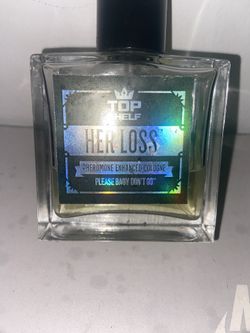 TOP
SHELF
HER LOSS
PHEROMONE ENHANCED COLOGNE
"PLEASE BABY DON'T GO"